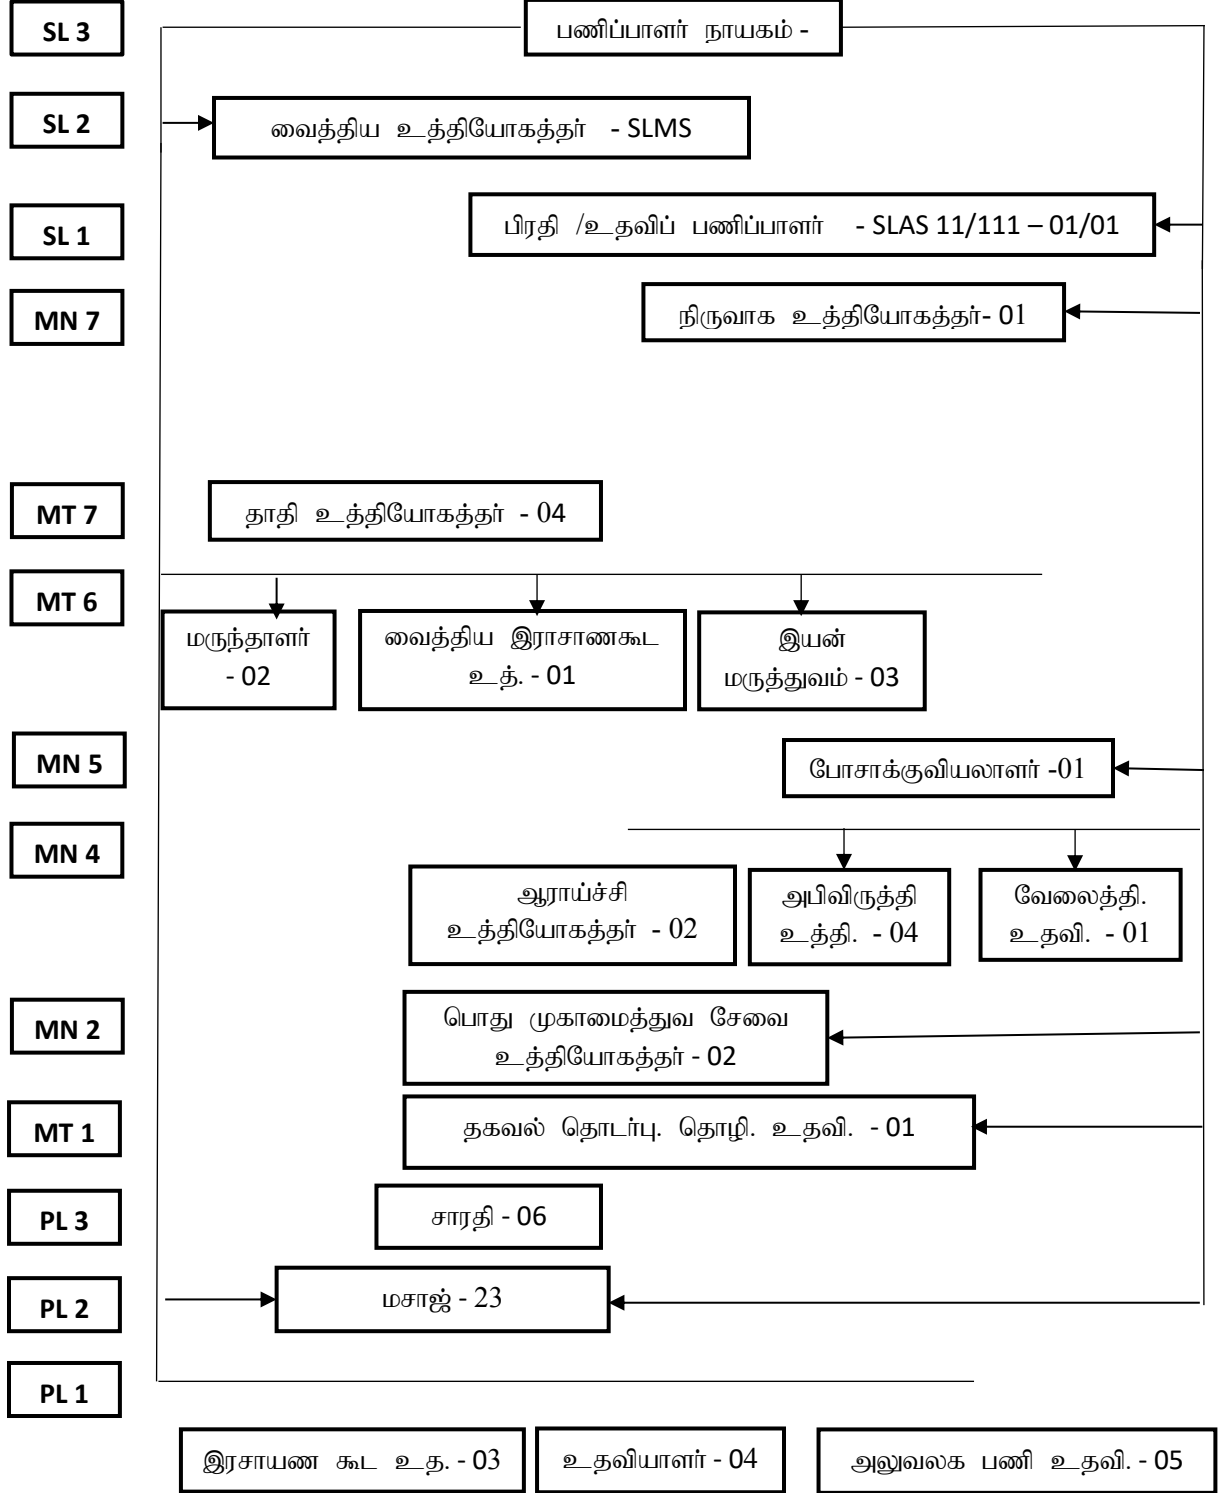 SL 3
பணிப்பாளர் நாயகம் -
SL 2
வைத்திய உத்தியோகத்தர் - SLMS
SL 1
பிரதி /உதவிப் பணிப்பாளர் - SLAS 11/111 – 01/01
MN 7
நிருவாக உத்தியோகத்தர்- 01
MT 7
தாதி உத்தியோகத்தர் - 04
MT 6
மருந்தாளர்
- 02
வைத்திய இராசாணகூட
உத். - 01
இயன்
மருத்துவம் - 03
MN 5
போசாக்குவியலாளர் -01
MN 4
ஆராய்ச்சி
உத்தியோகத்தர் - 02
அபிவிருத்தி
உத்தி. - 04
வேலைத்தி.
உதவி. - 01
MN 2
பொது முகாமைத்துவ சேவை
உத்தியோகத்தர் - 02
MT 1
தகவல் தொடர்பு. தொழி. உதவி. - 01
PL 3
சாரதி - 06
PL 2
மசாஜ் - 23
PL 1
இரசாயண கூட உத. - 03
உதவியாளர் - 04
அலுவலக பணி உதவி. - 05